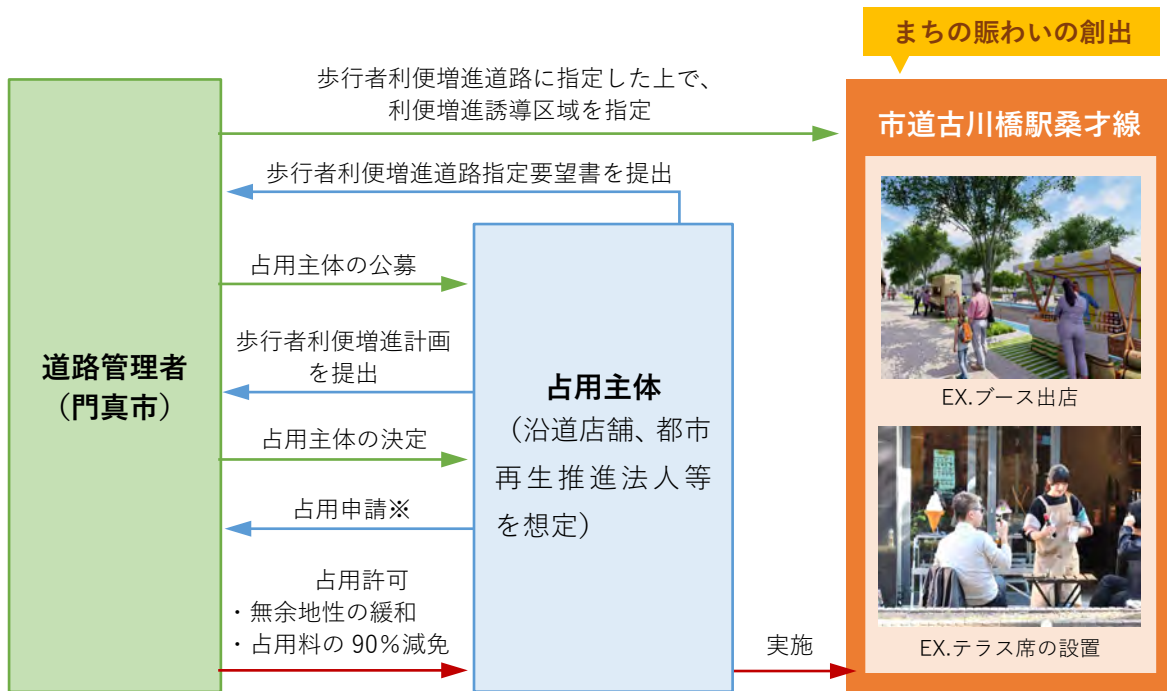 まちの賑わいの創出
歩行者利便増進道路に指定した上で、
利便増進誘導区域を指定
市道古川橋駅桑才線
歩行者利便増進道路指定要望書を提出
占用主体の公募
歩行者利便増進計画
を提出
道路管理者
（門真市）
占用主体
（沿道店舗、都市
再生推進法人等
を想定）
EX.ブース出店
占用主体の決定
占用申請※
占用許可
・無余地性の緩和
・占用料の 90％減免
実施
EX.テラス席の設置